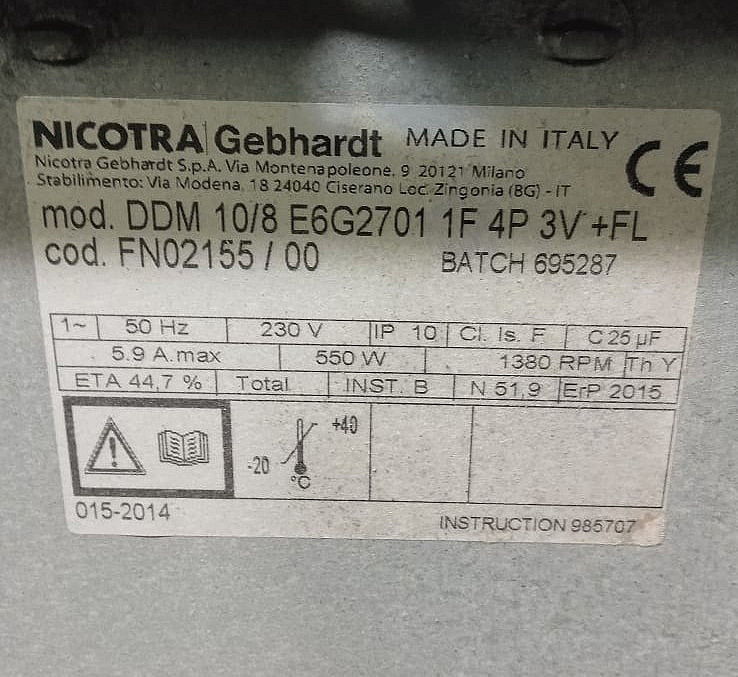 NICOTRA Gebhardt MADE IN ITALY CE
Nicotra Gebhardt S.p.A. Via Montenapoleone, 9 20121 Milano
Stabilimento: Via Modena, 18 24040 Ciserano Loc. Zingonia (BG) - IT
mod. DDM 10/8 E6G2701 1F 4P 3V +FL
cod. FN02155 / 00 BATCH 695287
1~ 50 Hz 230 V IP 10 Cl. Is. F C 25 µF
5.9 A.max 550 W 1380 RPM Th Y
ETA 44,7 % Total INST. B N 51,9 ErP 2015
+40
-20
°C
015-2014 INSTRUCTION 985707